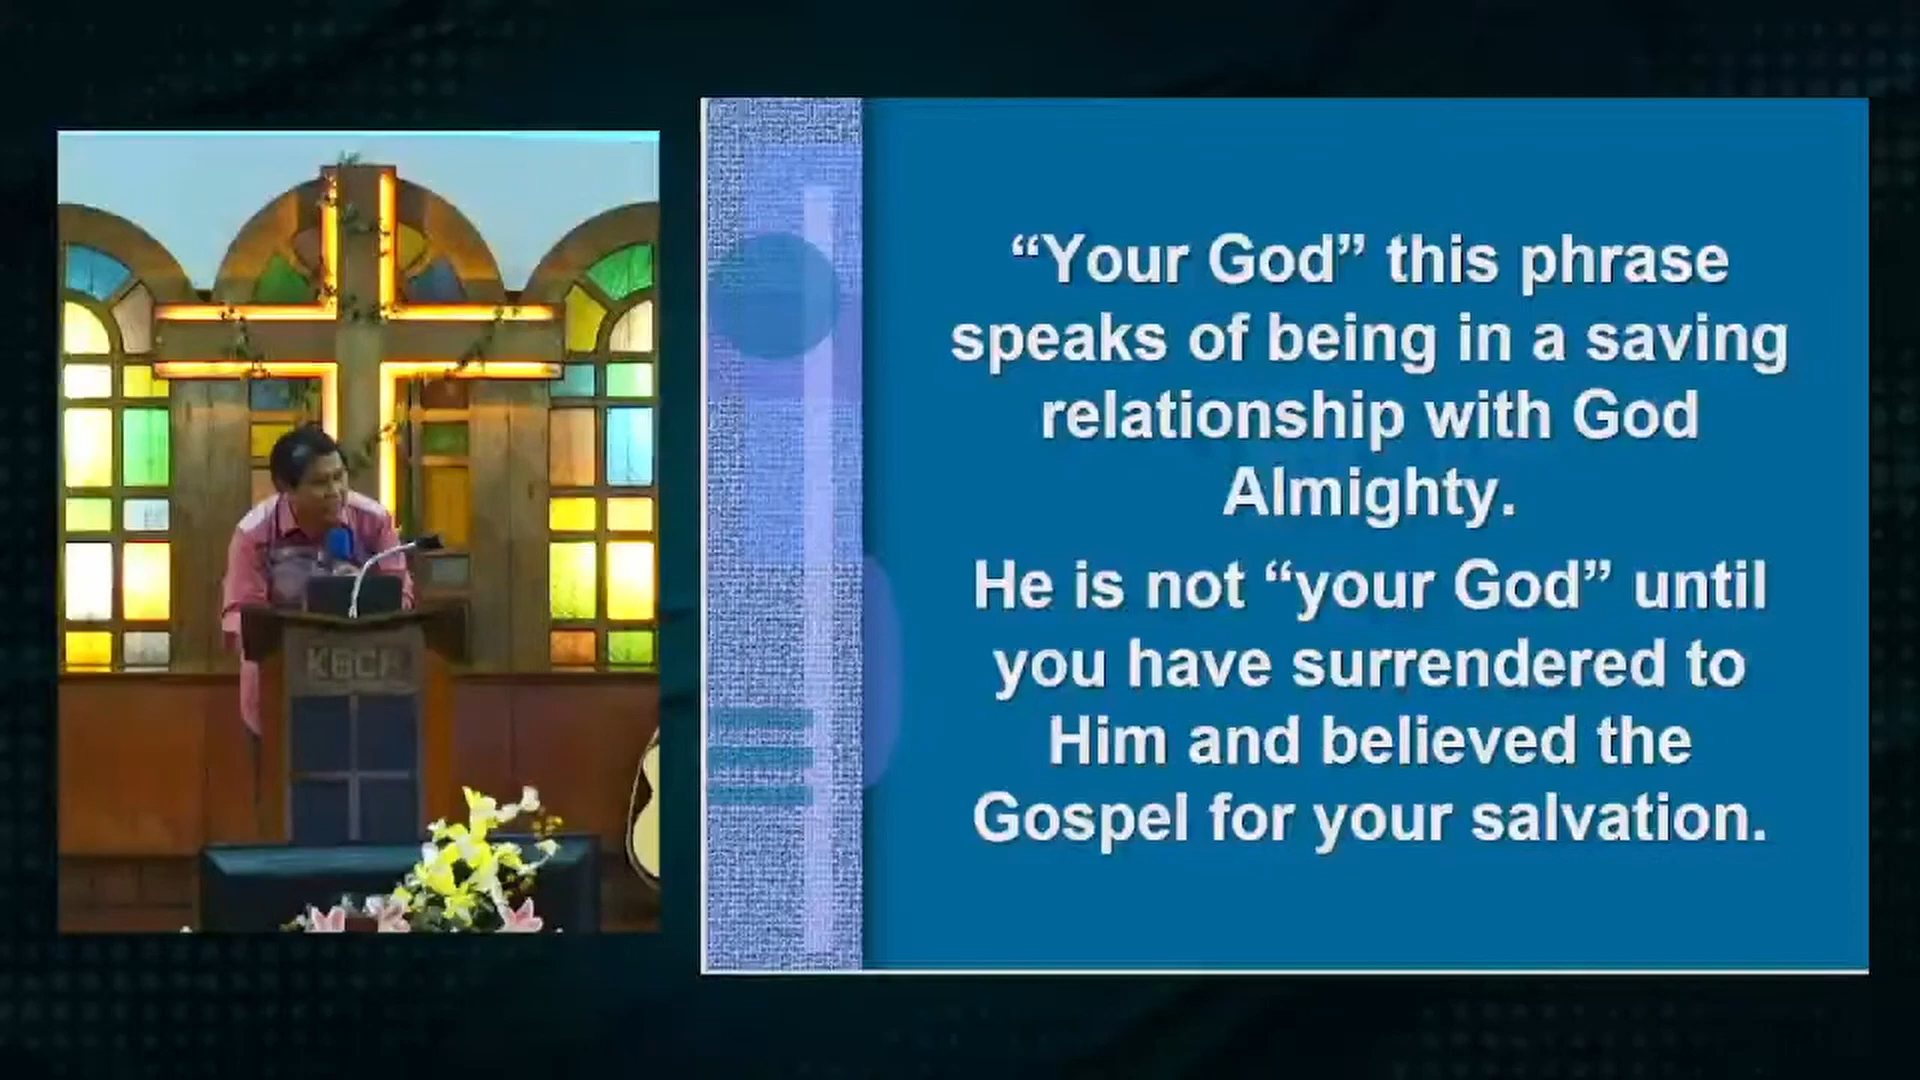 “Your God” this phrase
speaks of being in a saving
relationship with God
Almighty.
He is not “your God” until
you have surrendered to
Him and believed the
Gospel for your salvation.